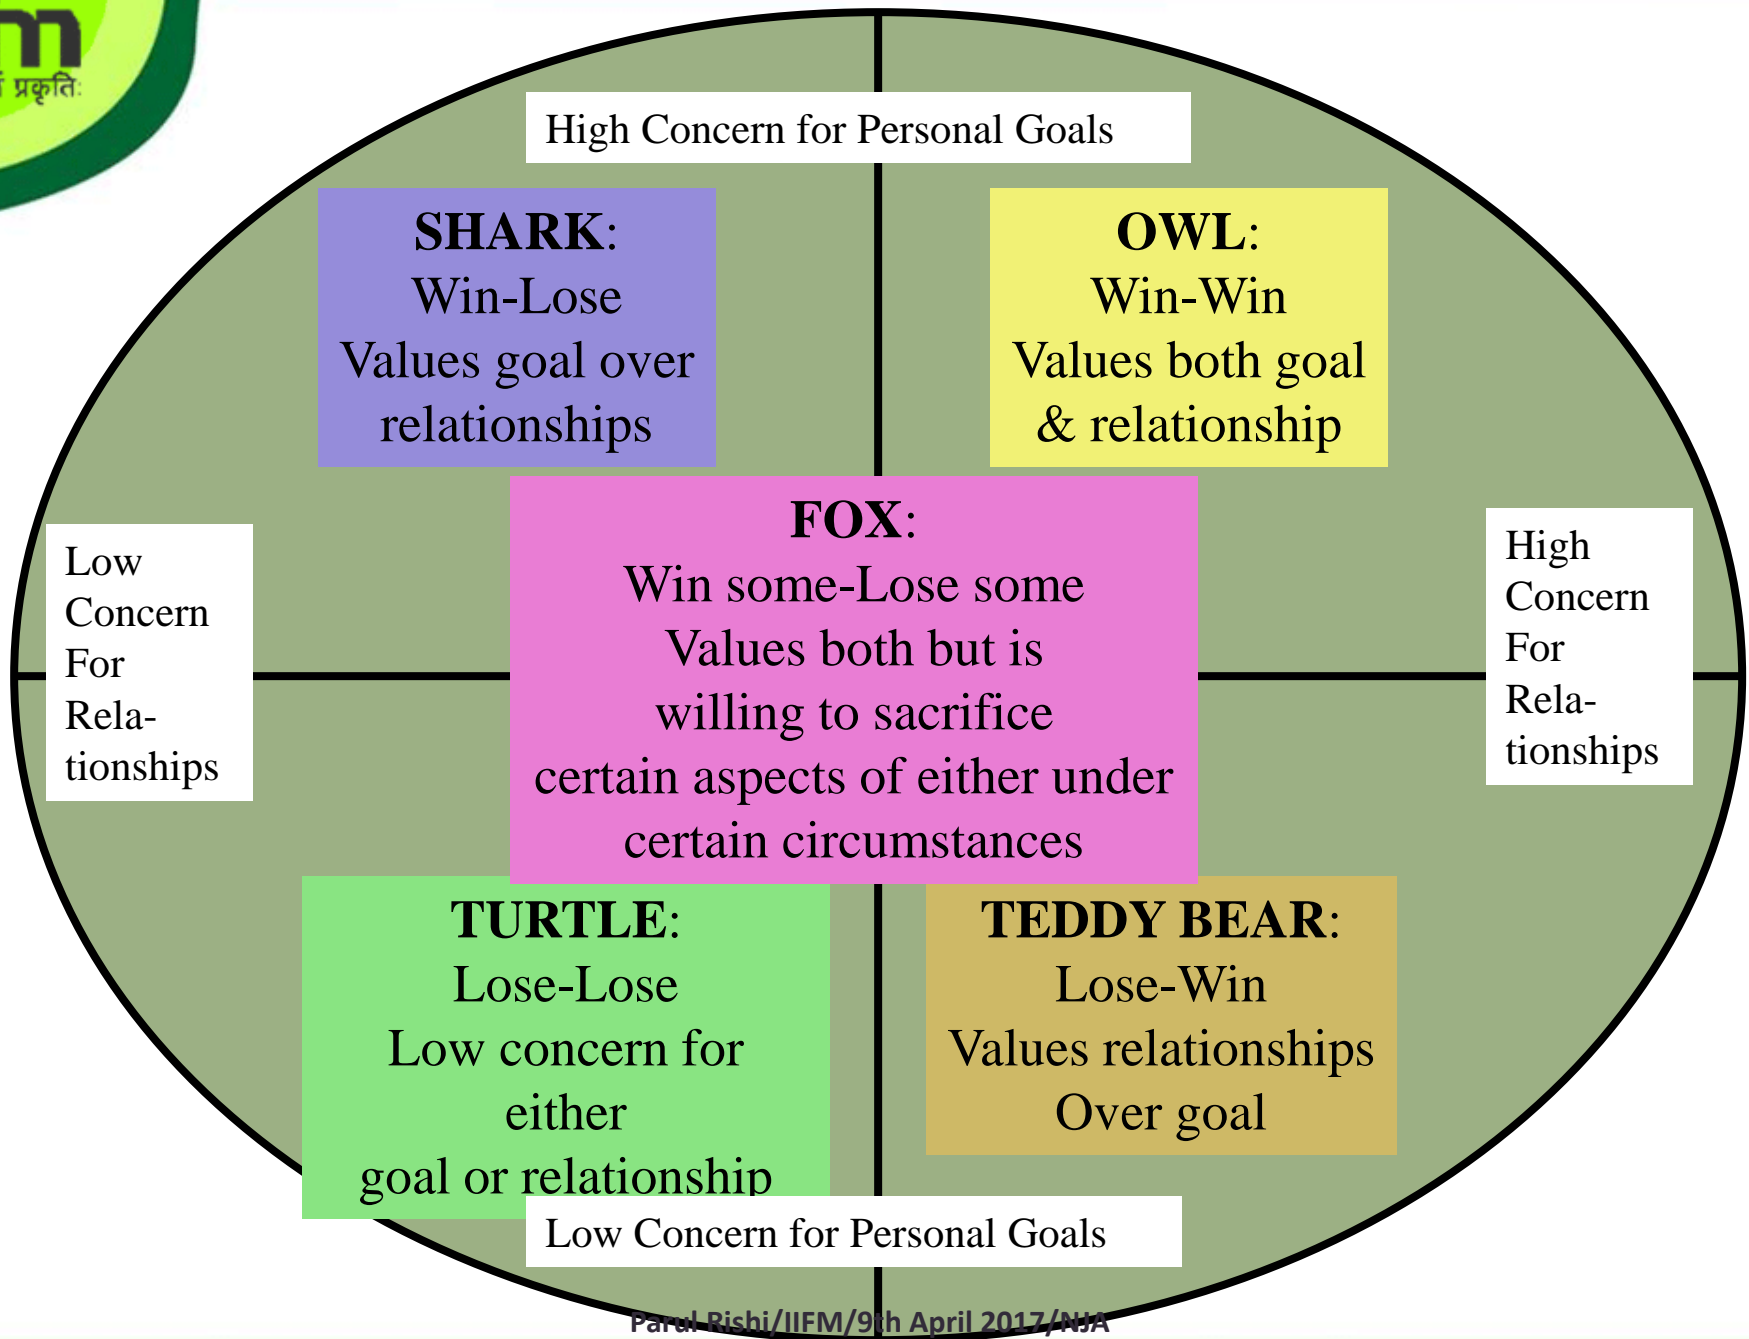 प्रकृतिः
High Concern for Personal Goals
SHARK:
Win-Lose
Values goal over
relationships
OWL:
Win-Win
Values both goal
& relationship
FOX:
Win some-Lose some
Values both but is
willing to sacrifice
certain aspects of either under
certain circumstances
Low
Concern
For
Rela-
tionships
High
Concern
For
Rela-
tionships
TURTLE:
Lose-Lose
Low concern for
either
goal or relationship
TEDDY BEAR:
Lose-Win
Values relationships
Over goal
Low Concern for Personal Goals
Parul Rishi/IIFM/9th April 2017/NJA